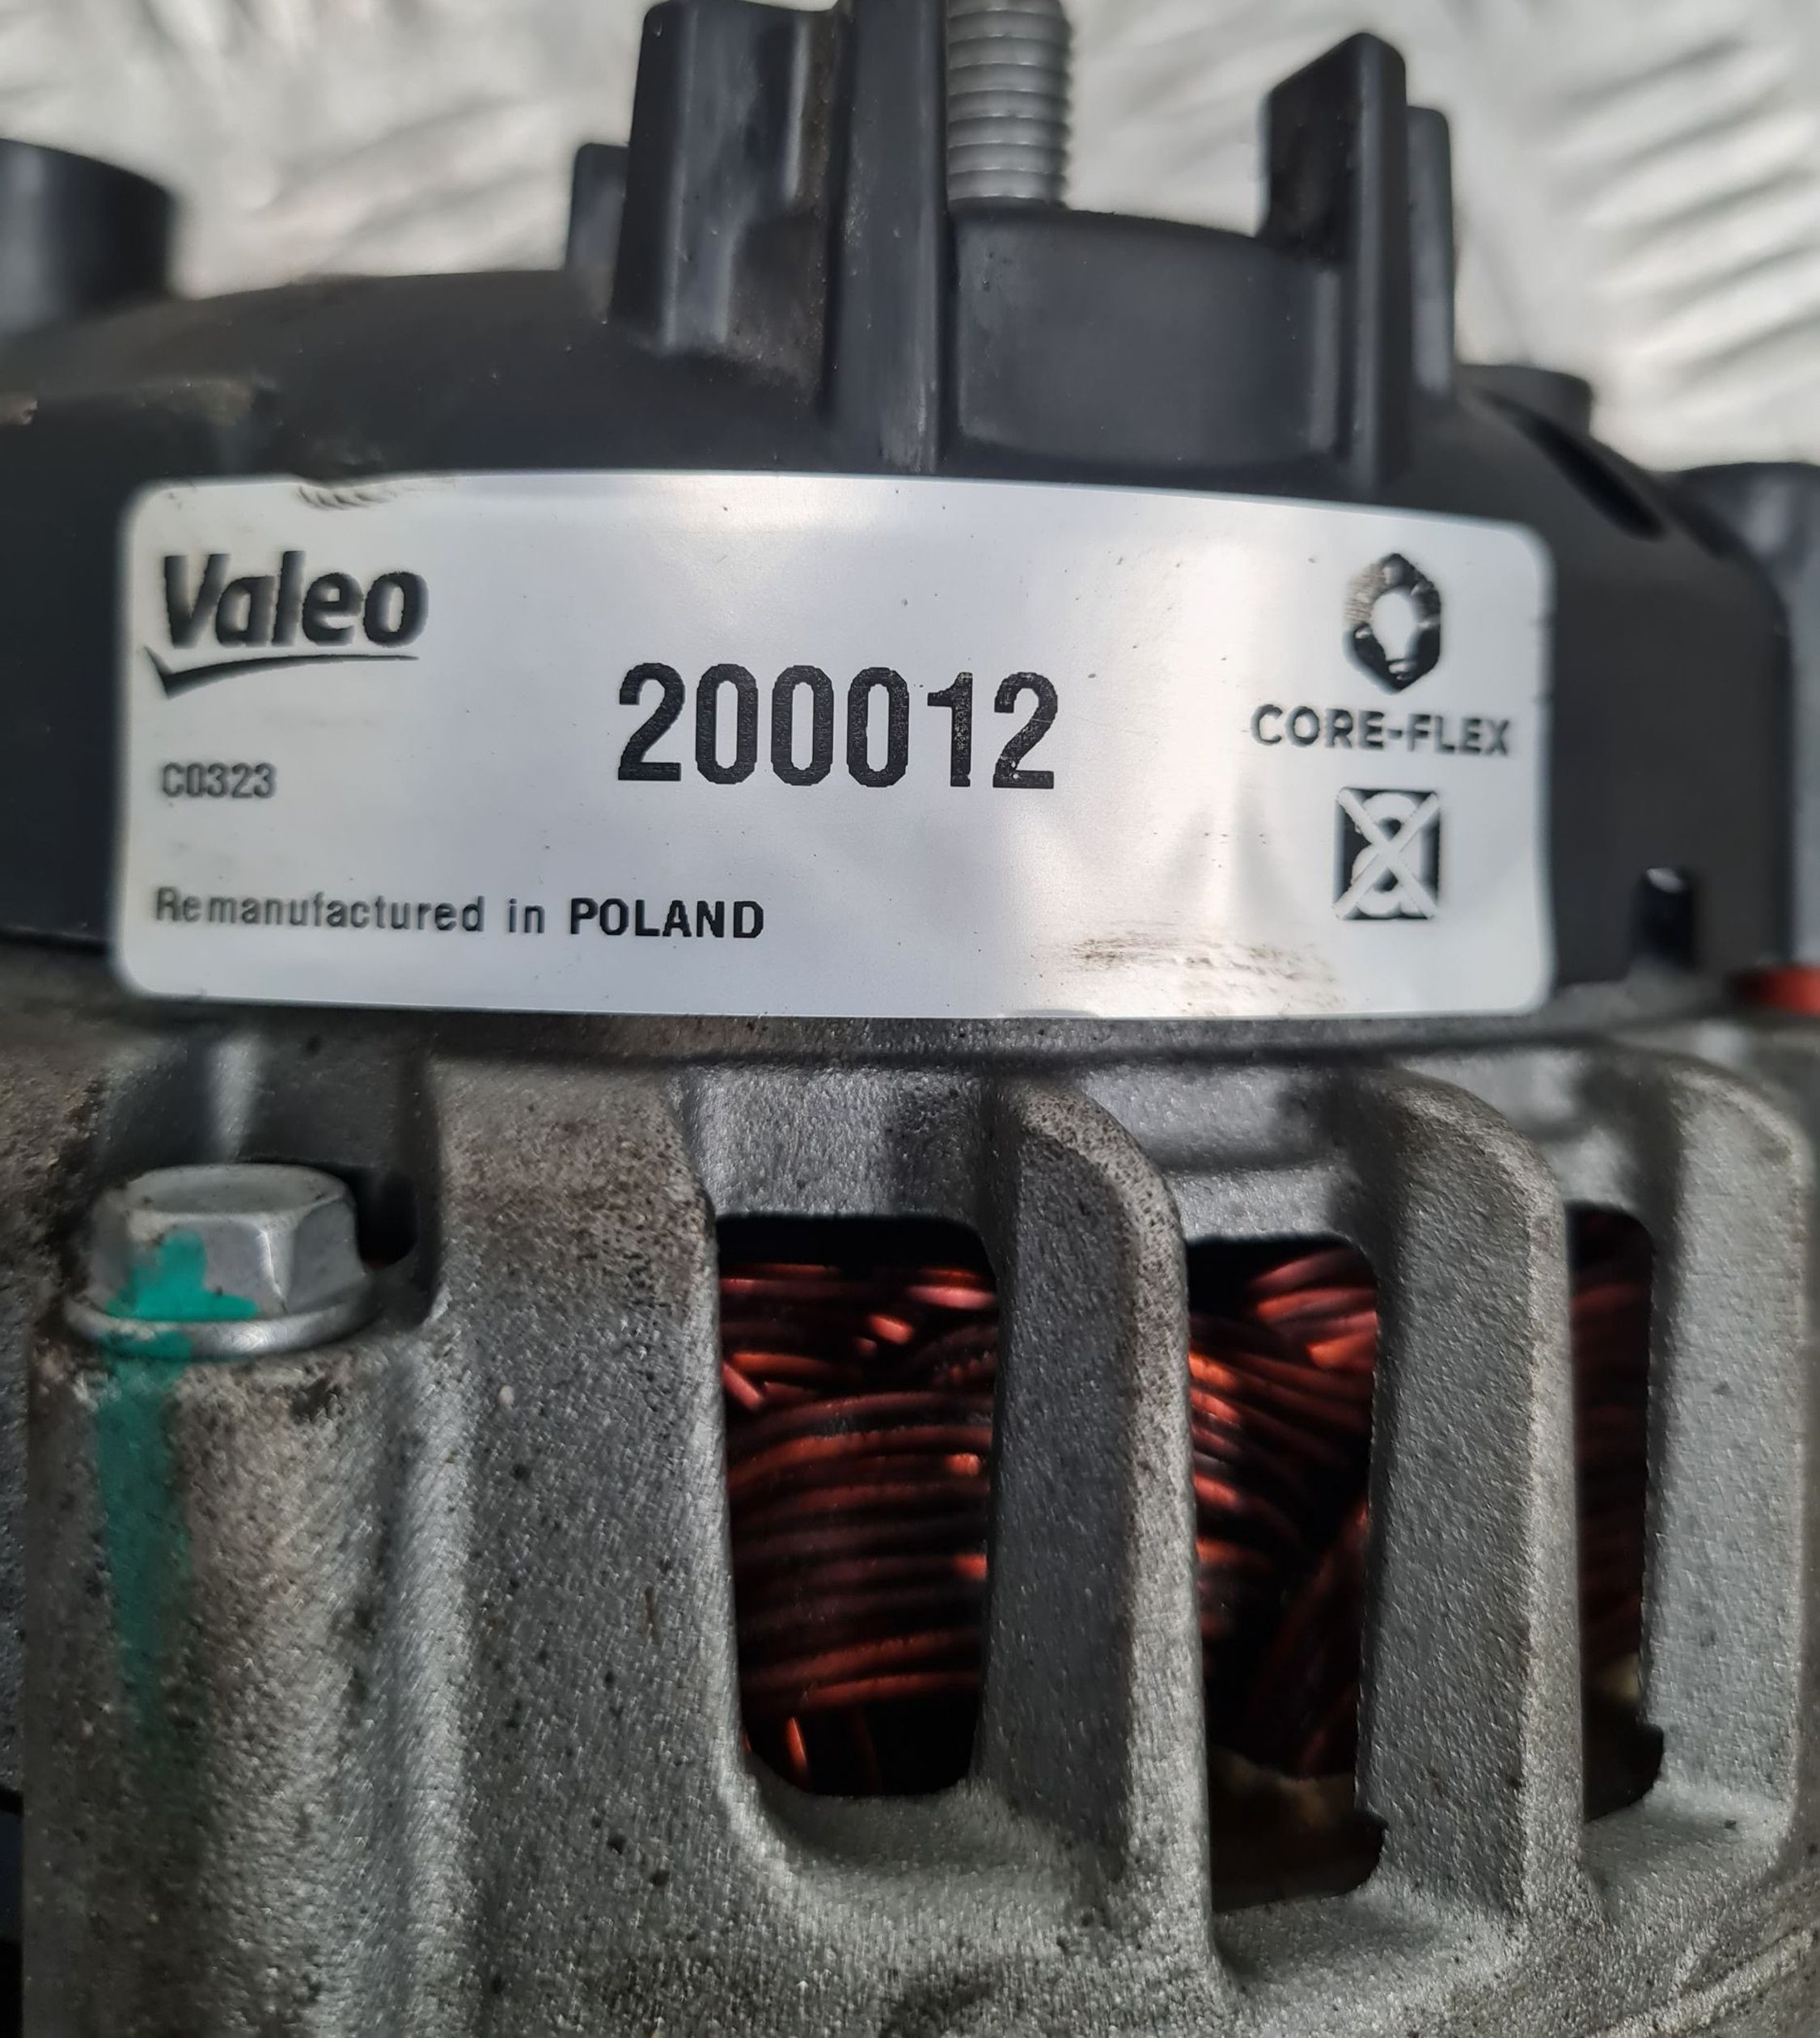 Valeo
200012
CORE-FLEX
C0323
Remanufactured in POLAND